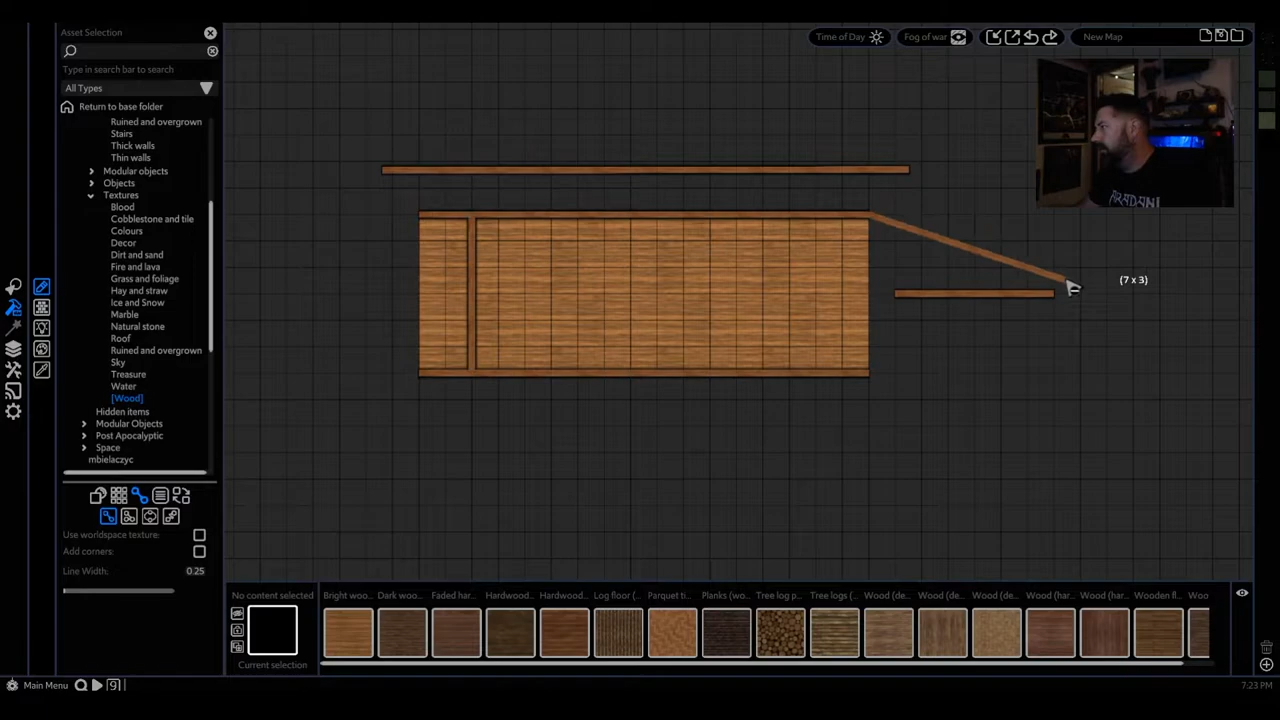 Asset Selection
Type in search bar to search
All Types
Return to base folder
Ruined and overgrown
Stairs
Thick walls
Thin walls
Modular objects
Objects
Textures
Blood
Cobblestone and tile
Colours
Decor
Dirt and sand
Fire and lava
Grass and foliage
Hay and straw
Ice and Snow
Marble
Natural stone
Roof
Ruined and overgrown
Sky
Treasure
Water
[Wood]
Hidden items
Modular Objects
Post Apocalyptic
Space
mbielaczyc
Use worldspace texture:
Add corners:
Line Width:
0.25
Time of Day
Fog of war
New Map
(7 x 3)
No content selected
Current selection
Bright woo...
Dark woo...
Faded har...
Hardwood...
Hardwood...
Log floor (...
Parquet ti...
Planks (wo...
Tree log p...
Tree logs (...
Wood (de...
Wood (de...
Wood (de...
Wood (har...
Wood (har...
Wooden fl...
Woo
Main Menu
7:23 PM